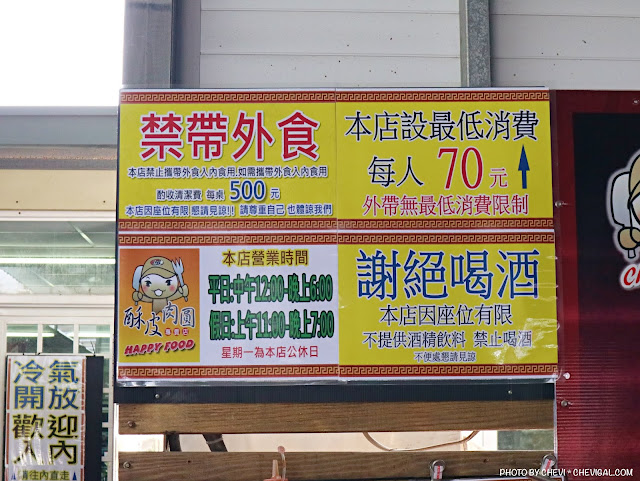 禁帶外食
本店禁止攜帶外食入內食用;如需攜帶外食入內食用
酌收清潔費 每桌 500 元
本店因座位有限 懇請見諒!! 請尊重自己 也體諒我們
本店設最低消費
每人 70 元
外帶無最低消費限制
酥皮肉圓
HAPPY FOOD
本店營業時間
平日:中午12:00-晚上6:00
假日:上午11:00-晚上7:00
星期一為本店公休日
謝絕喝酒
本店因座位有限
不提供酒精飲料 禁止喝酒
不便處懇請見諒
冷氣
開放
歡迎
入內
請往內直走
PHOTO BY CHEVI * CHEVIGAL.COM